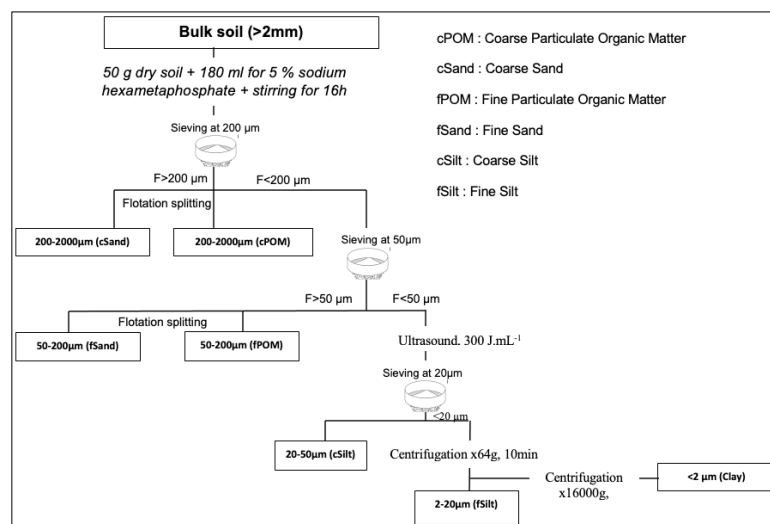 Bulk soil (>2mm)
50 g dry soil + 180 ml for 5 % sodium
hexametaphosphate + stirring for 16h
cPOM : Coarse Particulate Organic Matter
cSand : Coarse Sand
fPOM : Fine Particulate Organic Matter
fSand : Fine Sand
cSilt : Coarse Silt
fSilt : Fine Silt
Sieving at 200 µm
F>200 µm
F<200 µm
Flotation splitting
200-2000µm (cSand)
200-2000µm (cPOM)
Sieving at 50µm
F>50 µm
F<50 µm
Flotation splitting
50-200µm (fSand)
50-200µm (fPOM)
Ultrasound. 300 J.mL⁻¹
Sieving at 20µm
<20 µm
20-50µm (cSilt)
Centrifugation x64g, 10min
Centrifugation
x16000g,
<2 µm (Clay)
2-20µm (fSilt)